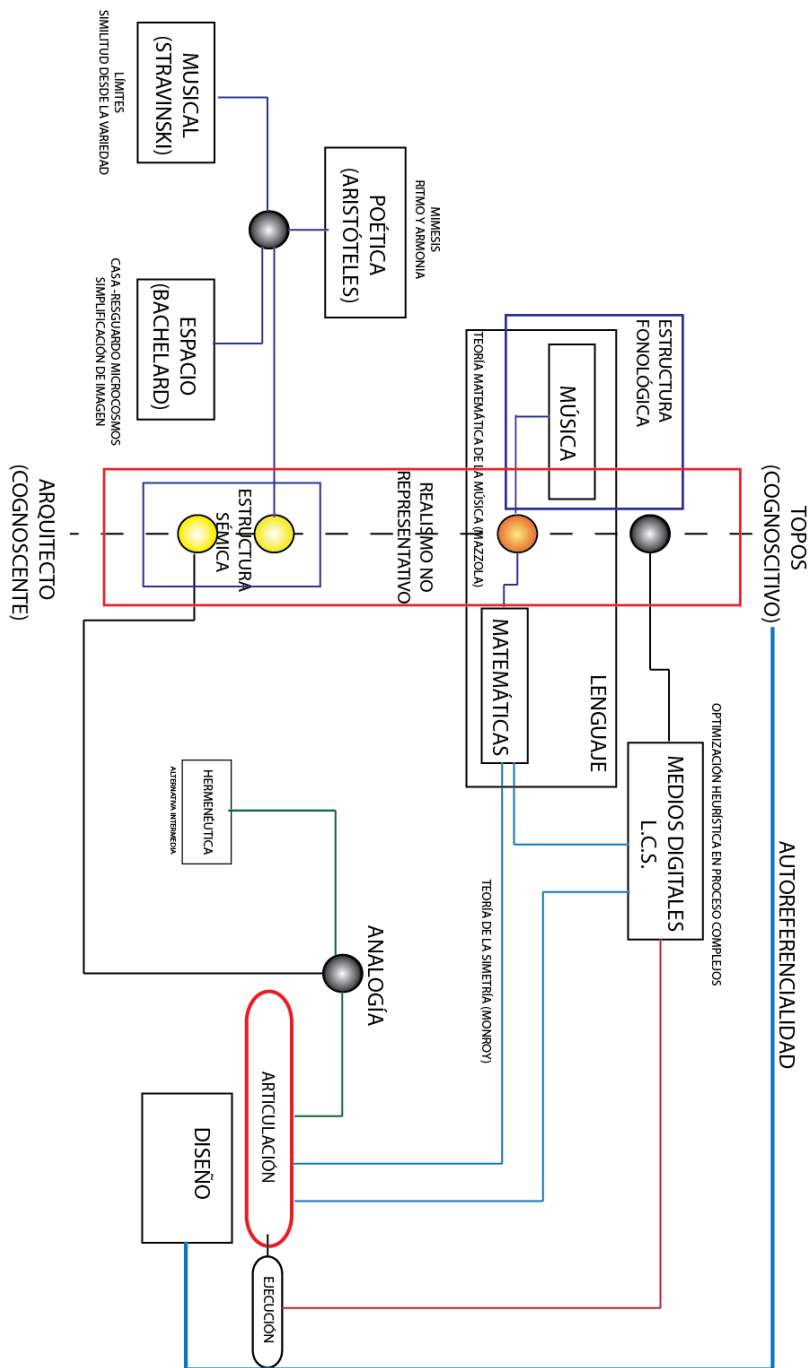 TOPOS
(COGNOSCITIVO)
AUTOREFERENCIALIDAD
OPTIMIZACIÓN HEURÍSTICA EN PROCESO COMPLEJOS
MEDIOS DIGITALES
L.C.S.
ESTRUCTURA
FONOLÓGICA
LENGUAJE
MÚSICA
MATEMÁTICAS
TEORÍA MATEMÁTICA DE LA MÚSICA (MAZZOLA)
TEORÍA DE LA SIMETRÍA (MONROY)
MIMESIS
RITMO Y ARMONIA
POÉTICA
(ARISTÓTELES)
REALISMO NO
REPRESENTATIVO
ANALOGÍA
ARTICULACIÓN
EJECUCIÓN
ESTRUCTURA
SÉMICA
MUSICAL
(STRAVINSKI)
ESPACIO
(BACHELARD)
HERMENÉUTICA
ALTERNATIVA INTERMEDIA
DISEÑO
LÍMITES
SIMILITUD DESDE LA VARIEDAD
CASA -RESGUARDO MICROCOSMOS
SIMPLIFICACIÓN DE IMAGEN
ARQUITECTO
(COGNOSCENTE)